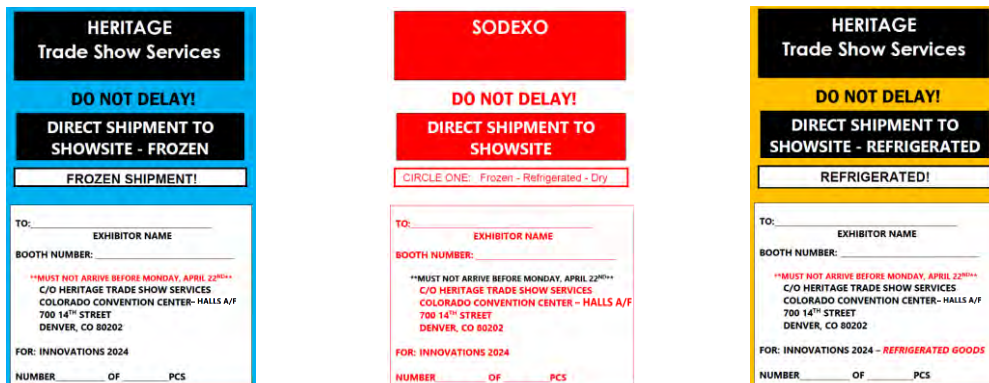 HERITAGE
Trade Show Services
DO NOT DELAY!
DIRECT SHIPMENT TO
SHOWSITE - FROZEN
FROZEN SHIPMENT!
TO:
EXHIBITOR NAME
BOOTH NUMBER:
**MUST NOT ARRIVE BEFORE MONDAY, APRIL 22ND**
C/O HERITAGE TRADE SHOW SERVICES
COLORADO CONVENTION CENTER– HALLS A/F
700 14TH STREET
DENVER, CO 80202
FOR: INNOVATIONS 2024
NUMBER__________ OF __________PCS
SODEXO
DO NOT DELAY!
DIRECT SHIPMENT TO
SHOWSITE
CIRCLE ONE: Frozen - Refrigerated - Dry
TO:
EXHIBITOR NAME
BOOTH NUMBER:
**MUST NOT ARRIVE BEFORE MONDAY, APRIL 22ND**
C/O HERITAGE TRADE SHOW SERVICES
COLORADO CONVENTION CENTER – HALLS A/F
700 14TH STREET
DENVER, CO 80202
FOR: INNOVATIONS 2024
NUMBER__________ OF __________PCS
HERITAGE
Trade Show Services
DO NOT DELAY!
DIRECT SHIPMENT TO
SHOWSITE - REFRIGERATED
REFRIGERATED!
TO:
EXHIBITOR NAME
BOOTH NUMBER:
**MUST NOT ARRIVE BEFORE MONDAY, APRIL 22ND**
C/O HERITAGE TRADE SHOW SERVICES
COLORADO CONVENTION CENTER– HALLS A/F
700 14TH STREET
DENVER, CO 80202
FOR: INNOVATIONS 2024 – REFRIGERATED GOODS
NUMBER__________ OF __________PCS